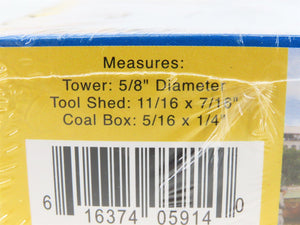 Measures:
Tower: 5/8" Diameter
Tool Shed: 11/16 x 7/16"
Coal Box: 5/16 x 1/4"
6 16374 05914 0